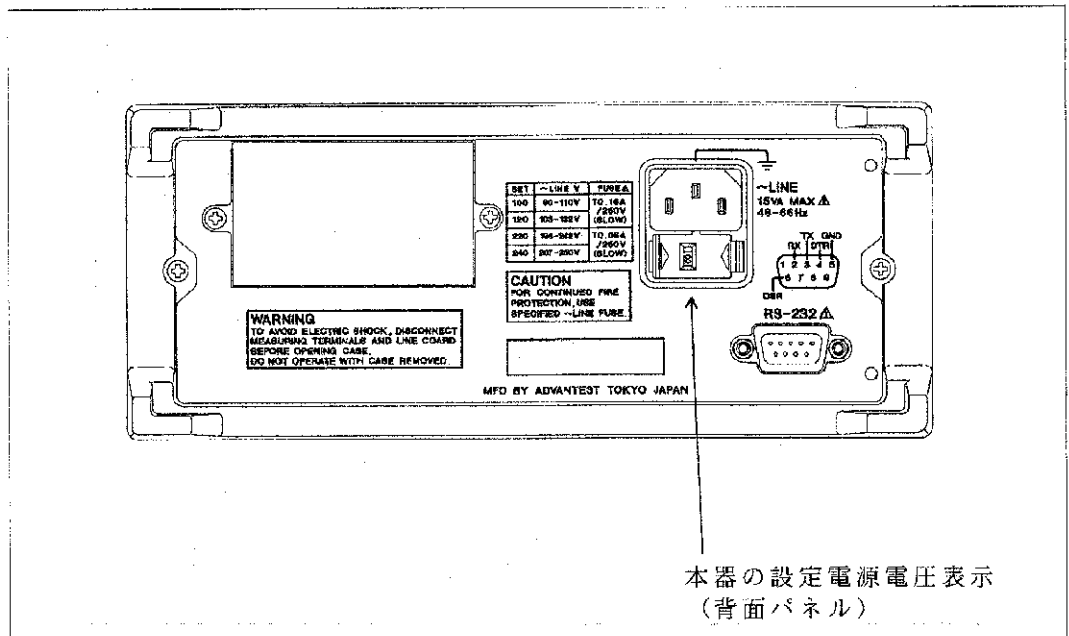 SET ~LINE V FUSE⚠
100 90-110V T0.16A
/250V
120 103-132V (SLOW)
220 198-242V T0.08A
/250V
240 207-250V (SLOW)
CAUTION
FOR CONTINUED FIRE
PROTECTION, USE
SPECIFIED ~LINE FUSE.
WARNING
TO AVOID ELECTRIC SHOCK, DISCONNECT
MEASURING TERMINALS AND LINE COARD
BEFORE OPENING CASE.
DO NOT OPERATE WITH CASE REMOVED.
~LINE
15VA MAX⚠
48-66Hz
TX GND
RX DTR
1 2 3 4 5
6 7 8 9
DSR
RS-232⚠
MFD BY ADVANTEST TOKYO JAPAN
本器の設定電源電圧表示
(背面パネル)